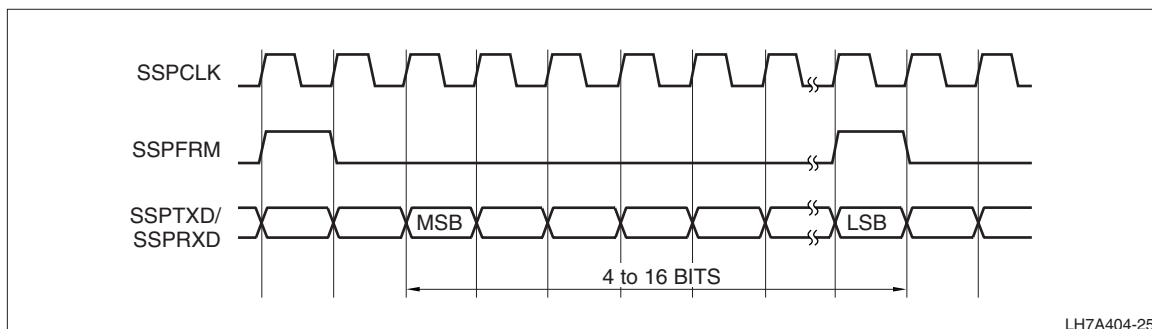 SSPCLK
SSPFRM
SSPTXD/
SSPRXD
MSB
LSB
4 to 16 BITS
LH7A404-25